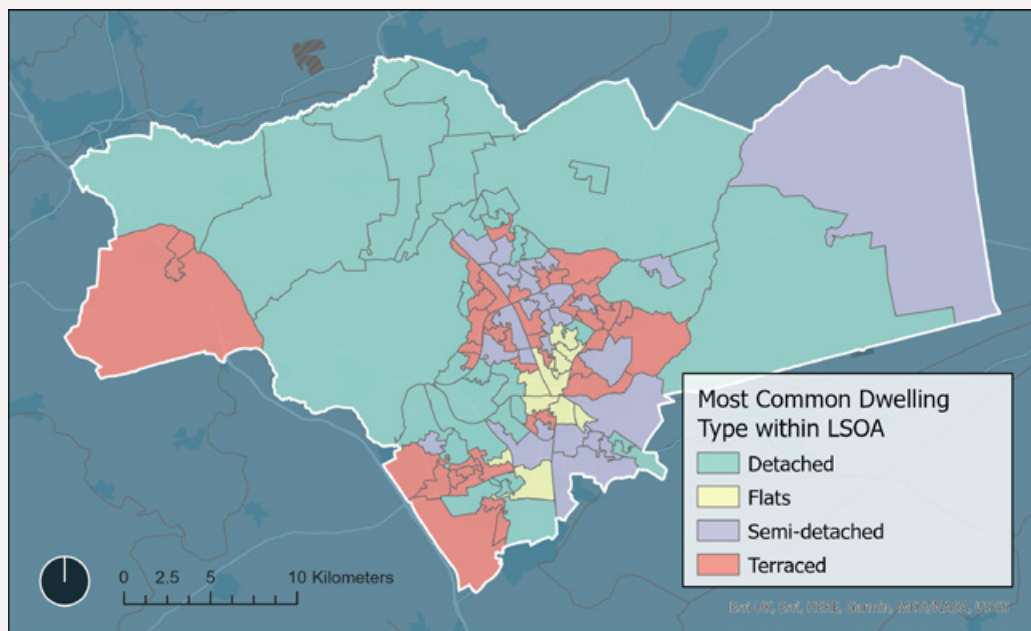 Most Common Dwelling
Type within LSOA
Detached
Flats
Semi-detached
Terraced
0 2.5 5 10 Kilometers
Esri UK, Esri, HERE, Garmin, METI/NASA, USGS